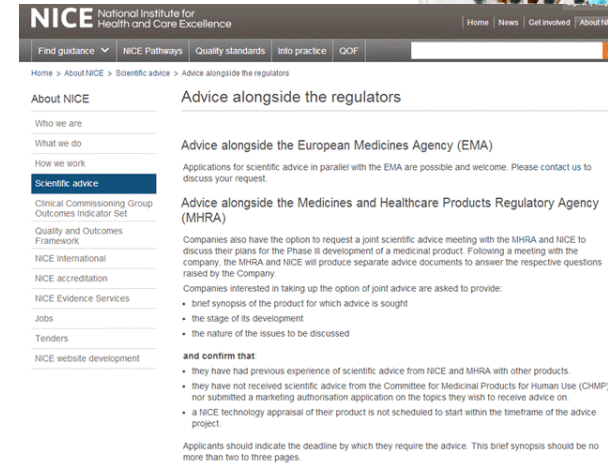 NICE National Institute for
Health and Care Excellence
Home News Get involved About NI
Find guidance NICE Pathways Quality standards Info practice QOF
Home > About NICE > Scientific advice > Advice alongside the regulators
About NICE
Who we are
What we do
How we work
Scientific advice
Clinical Commissioning Group
Outcomes Indicator Set
Quality and Outcomes
Framework
NICE International
NICE accreditation
NICE Evidence Services
Jobs
Tenders
NICE website development
Advice alongside the regulators
Advice alongside the European Medicines Agency (EMA)
Applications for scientific advice in parallel with the EMA are possible and welcome. Please contact us to
discuss your request.
Advice alongside the Medicines and Healthcare Products Regulatory Agency
(MHRA)
Companies also have the option to request a joint scientific advice meeting with the MHRA and NICE to
discuss their plans for the Phase III development of a medicinal product. Following a meeting with the
company, the MHRA and NICE will produce separate advice documents to answer the respective questions
raised by the Company.
Companies interested in taking up the option of joint advice are asked to provide:
• brief synopsis of the product for which advice is sought
• the stage of its development
• the nature of the issues to be discussed
and confirm that:
• they have had previous experience of scientific advice from NICE and MHRA with other products.
• they have not received scientific advice from the Committee for Medicinal Products for Human Use (CHMP)
nor submitted a marketing authorisation application on the topics they wish to receive advice on.
• a NICE technology appraisal of their product is not scheduled to start within the timeframe of the advice
project.
Applicants should indicate the deadline by which they require the advice. This brief synopsis should be no
more than two to three pages.